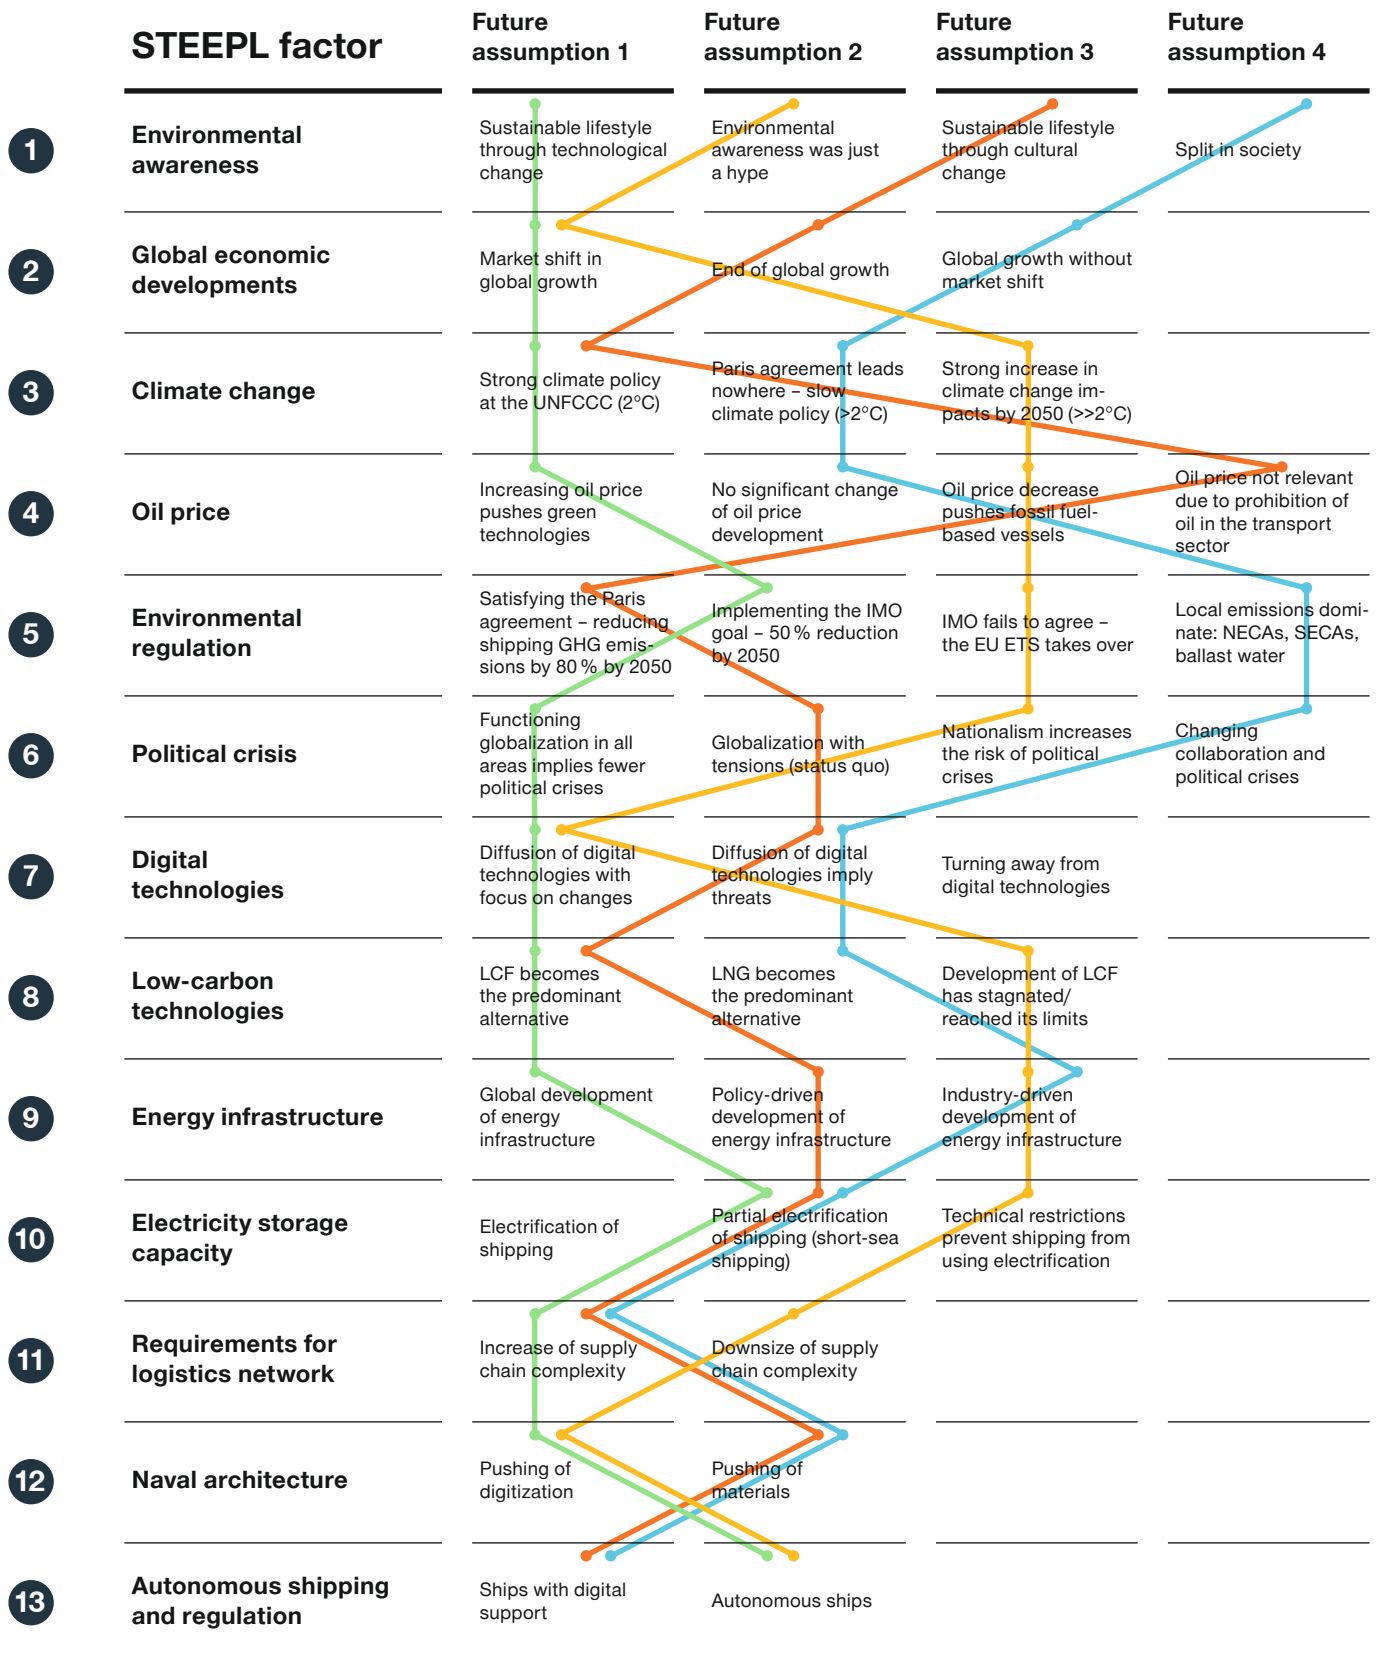 STEEPL factor
Future
assumption 1
Future
assumption 2
Future
assumption 3
Future
assumption 4
1
Environmental
awareness
Sustainable lifestyle
through technological
change
Environmental
awareness was just
a hype
Sustainable lifestyle
through cultural
change
Split in society
2
Global economic
developments
Market shift in
global growth
End of global growth
Global growth without
market shift
3
Climate change
Strong climate policy
at the UNFCCC (2°C)
Paris agreement leads
nowhere – slow
climate policy (>2°C)
Strong increase in
climate change im-
pacts by 2050 (>>2°C)
4
Oil price
Increasing oil price
pushes green
technologies
No significant change
of oil price
development
Oil price decrease
pushes fossil fuel-
based vessels
Oil price not relevant
due to prohibition of
oil in the transport
sector
5
Environmental
regulation
Satisfying the Paris
agreement – reducing
shipping GHG emis-
sions by 80 % by 2050
Implementing the IMO
goal – 50 % reduction
by 2050
IMO fails to agree –
the EU ETS takes over
Local emissions domi-
nate: NECAs, SECAs,
ballast water
6
Political crisis
Functioning
globalization in all
areas implies fewer
political crises
Globalization with
tensions (status quo)
Nationalism increases
the risk of political
crises
Changing
collaboration and
political crises
7
Digital
technologies
Diffusion of digital
technologies with
focus on changes
Diffusion of digital
technologies imply
threats
Turning away from
digital technologies
8
Low-carbon
technologies
LCF becomes
the predominant
alternative
LNG becomes
the predominant
alternative
Development of LCF
has stagnated/
reached its limits
9
Energy infrastructure
Global development
of energy
infrastructure
Policy-driven
development of
energy infrastructure
Industry-driven
development of
energy infrastructure
10
Electricity storage
capacity
Electrification of
shipping
Partial electrification
of shipping (short-sea
shipping)
Technical restrictions
prevent shipping from
using electrification
11
Requirements for
logistics network
Increase of supply
chain complexity
Downsize of supply
chain complexity
12
Naval architecture
Pushing of
digitization
Pushing of
materials
13
Autonomous shipping
and regulation
Ships with digital
support
Autonomous ships